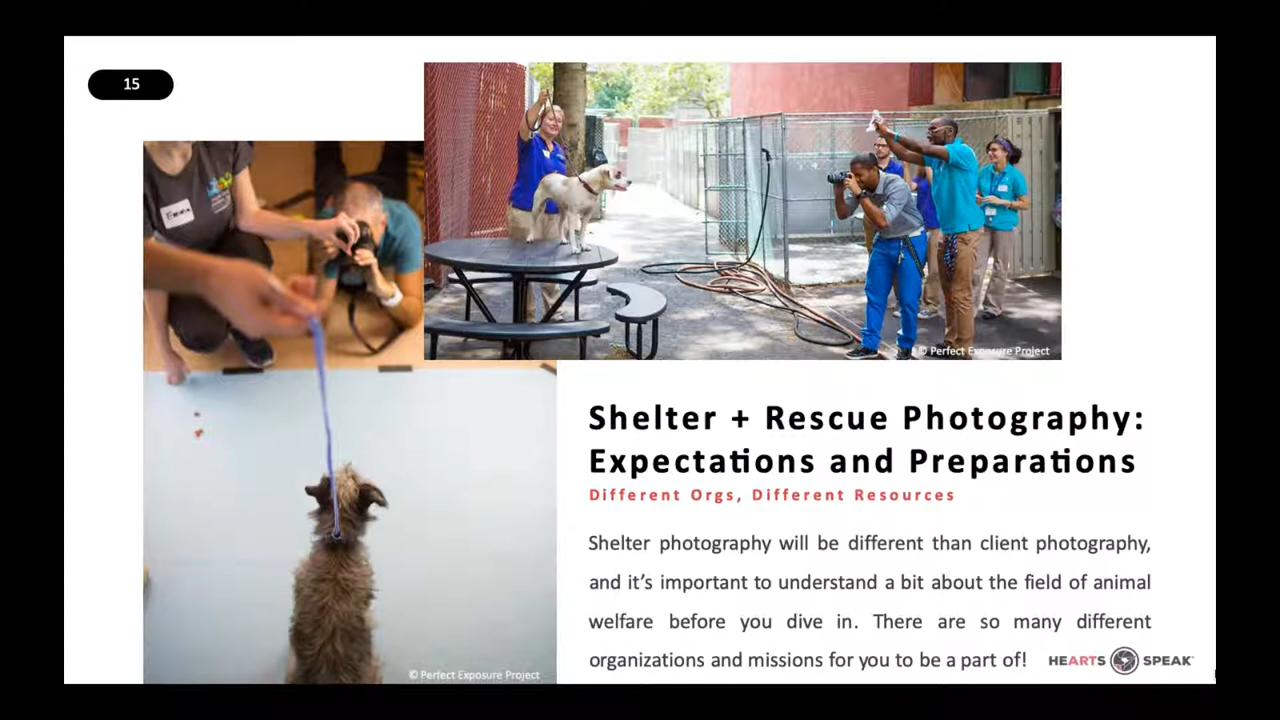 15
Emma
© Perfect Exposure Project
Shelter + Rescue Photography:
Expectations and Preparations
Different Orgs, Different Resources
Shelter photography will be different than client photography,
and it's important to understand a bit about the field of animal
welfare before you dive in. There are so many different
organizations and missions for you to be a part of!
HEARTS SPEAK
© Perfect Exposure Project